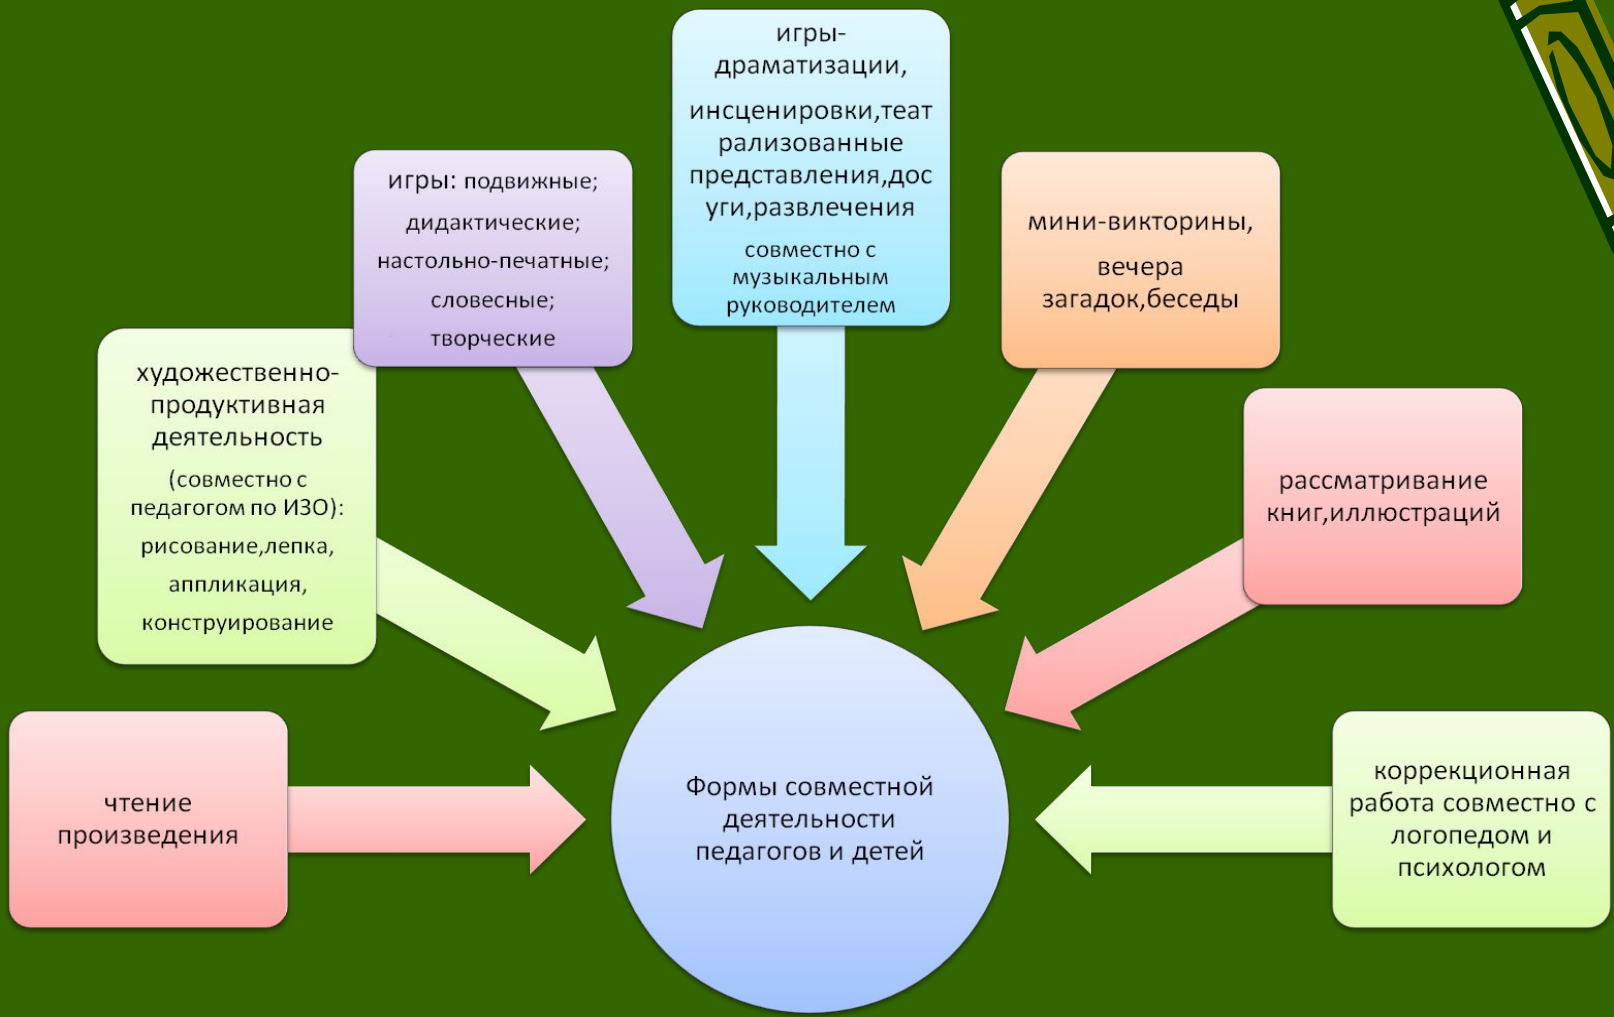 игры-
драматизации,
инсценировки,теат
рализованные
представления,дос
уги,развлечения
совместно с
музыкальным
руководителем
игры: подвижные;
дидактические;
настольно-печатные;
словесные;
творческие
мини-викторины,
вечера
загадок,беседы
художественно-
продуктивная
деятельность
(совместно с
педагогом по ИЗО):
рисование,лепка,
аппликация,
конструирование
рассматривание
книг,иллюстраций
чтение
произведения
Формы совместной
деятельности
педагогов и детей
коррекционная
работа совместно с
логопедом и
психологом